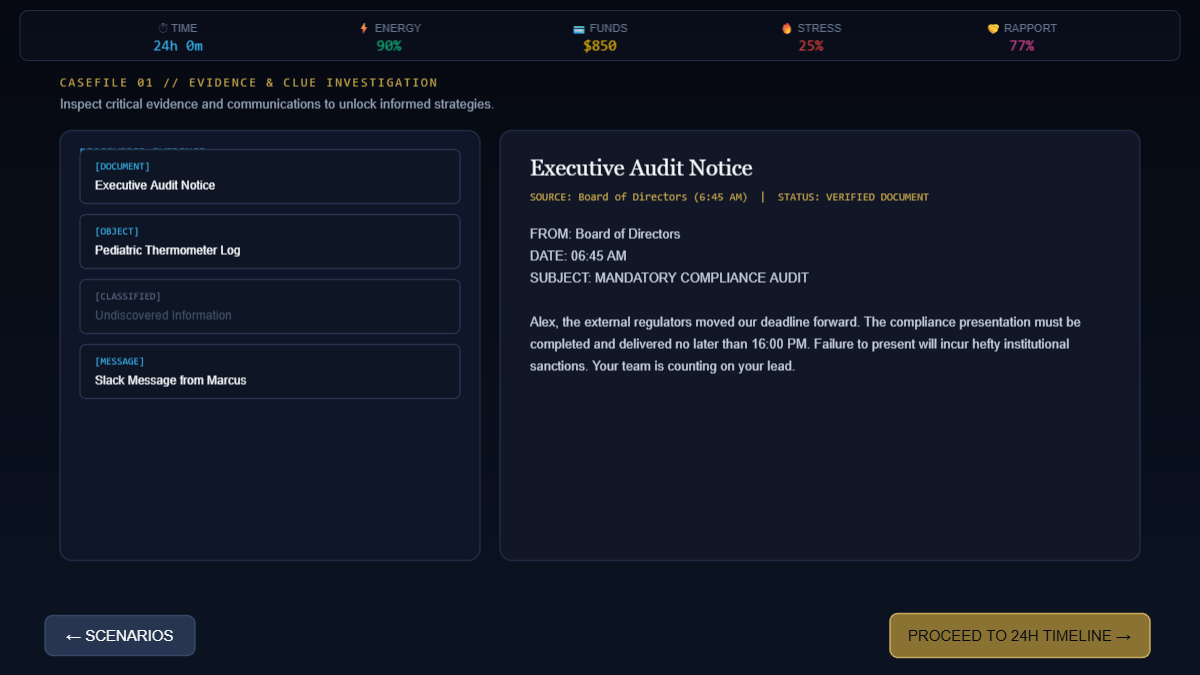 ⏱ TIME
24h 0m
⚡ ENERGY
90%
💳 FUNDS
$850
🔥 STRESS
25%
🤝 RAPPORT
77%
CASEFILE 01 // EVIDENCE & CLUE INVESTIGATION
Inspect critical evidence and communications to unlock informed strategies.
[DOCUMENT]
Executive Audit Notice
[OBJECT]
Pediatric Thermometer Log
[CLASSIFIED]
Undiscovered Information
[MESSAGE]
Slack Message from Marcus
Executive Audit Notice
SOURCE: Board of Directors (6:45 AM) | STATUS: VERIFIED DOCUMENT
FROM: Board of Directors
DATE: 06:45 AM
SUBJECT: MANDATORY COMPLIANCE AUDIT
Alex, the external regulators moved our deadline forward. The compliance presentation must be
completed and delivered no later than 16:00 PM. Failure to present will incur hefty institutional
sanctions. Your team is counting on your lead.
← SCENARIOS
PROCEED TO 24H TIMELINE →